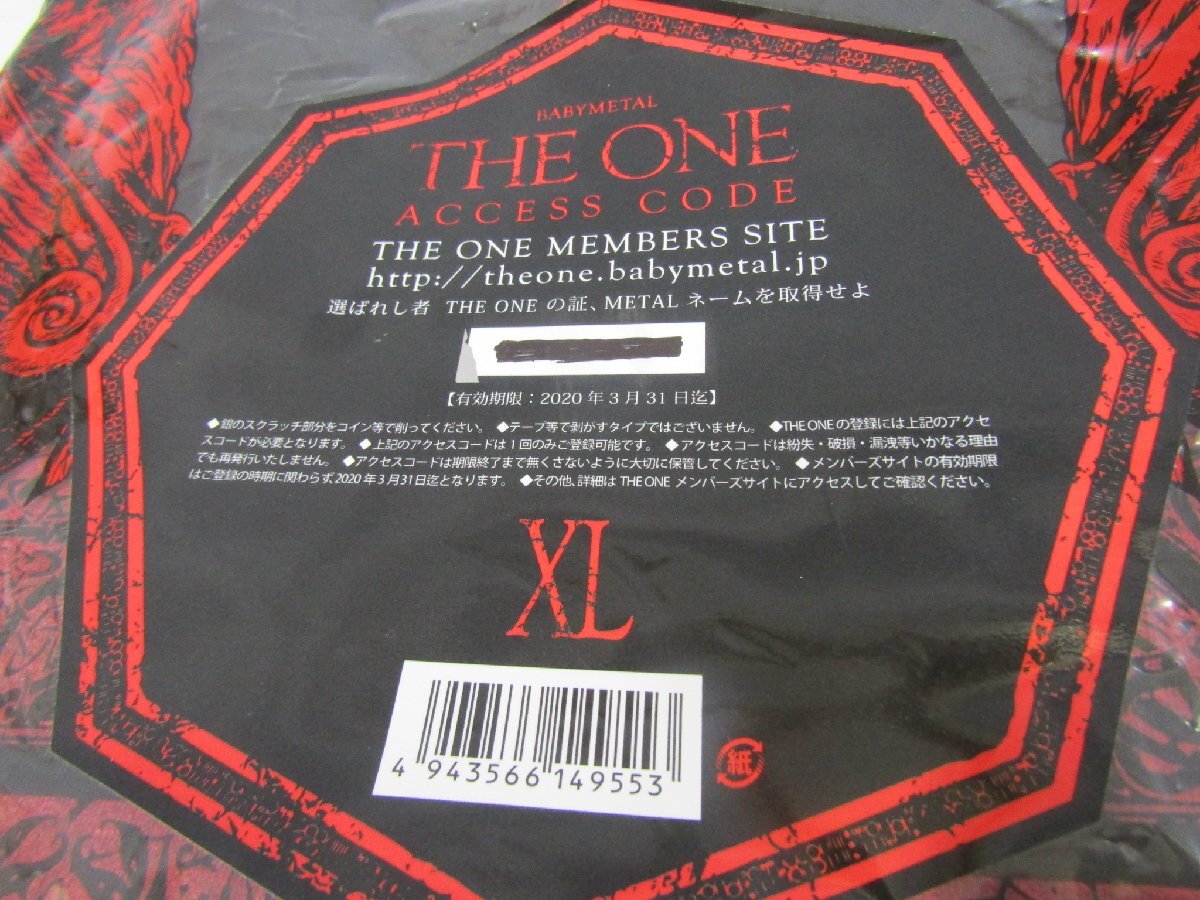 BABYMETAL
THE ONE
ACCESS CODE
THE ONE MEMBERS SITE
http://theone.babymetal.jp
選ばれし者 THE ONE の証、METAL ネームを取得せよ
【有効期限：2020 年 3 月 31 日迄】
◆銀のスクラッチ部分をコイン等で削ってください。 ◆テープ等で剥がすタイプではございません。 ◆THE ONEの登録には上記のアクセ
スコードが必要となります。 ◆上記のアクセスコードは1回のみご登録可能です。 ◆アクセスコードは紛失・破損・漏洩等いかなる理由
でも再発行いたしません。 ◆アクセスコードは期限終了まで無くさないように大切に保管してください。 ◆メンバーズサイトの有効期限
はご登録の時期に関わらず2020年3月31日迄となります。 ◆その他、詳細は THE ONE メンバーズサイトにアクセスしてご確認ください。
XL
4 943566 149553
紙